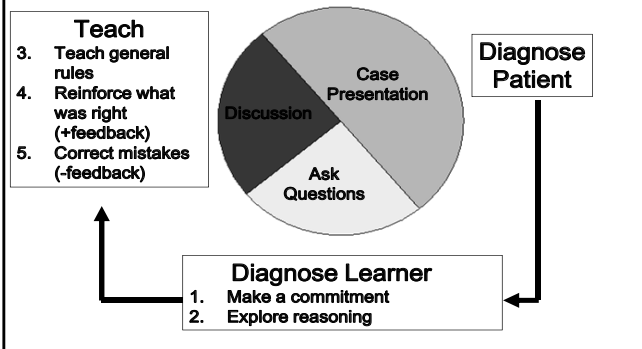 Teach
3. Teach general
rules
4. Reinforce what
was right
(+feedback)
5. Correct mistakes
(-feedback)
Case
Presentation
Discussion
Ask
Questions
Diagnose
Patient
Diagnose Learner
1. Make a commitment
2. Explore reasoning